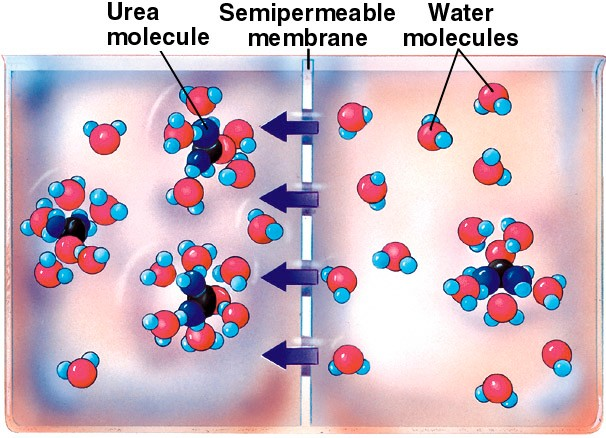 Urea
molecule
Semipermeable
membrane
Water
molecules